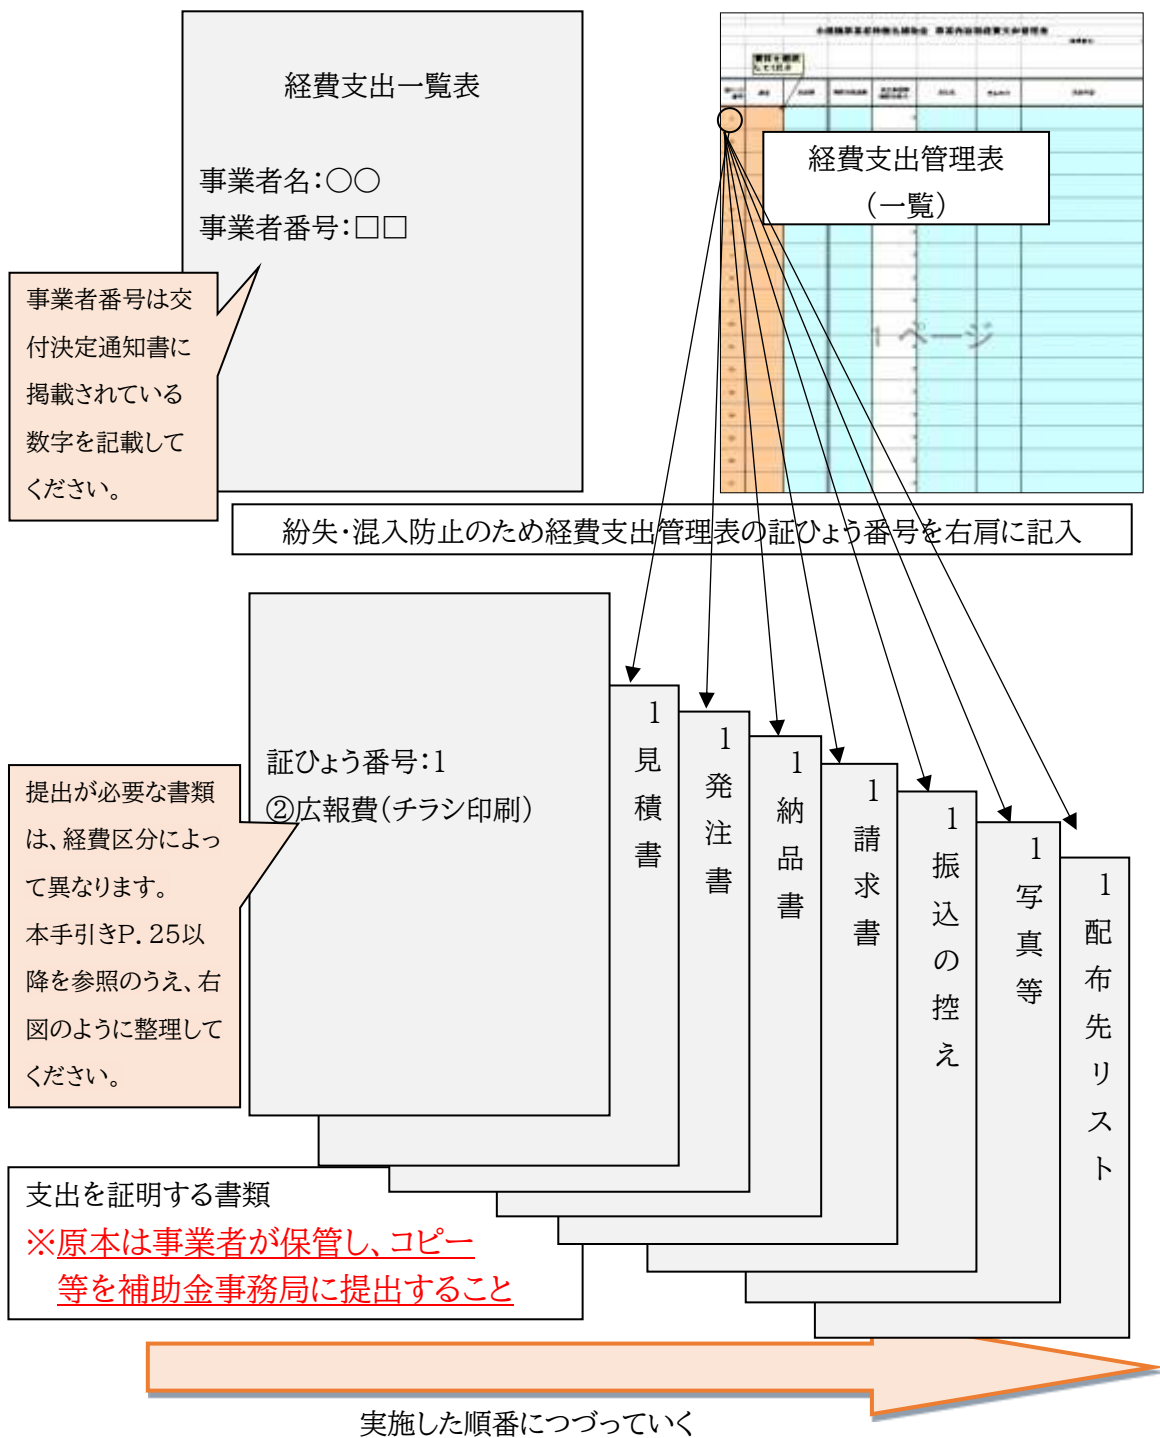 経費支出一覧表
事業者名：○○
事業者番号：□□
事業者番号は交
付決定通知書に
掲載されている
数字を記載して
ください。
経費支出管理表
（一覧）
1 ページ
紛失・混入防止のため経費支出管理表の証ひょう番号を右肩に記入
証ひょう番号：1
②広報費（チラシ印刷）
提出が必要な書類
は、経費区分によっ
て異なります。
本手引きP．25以
降を参照のうえ、右
図のように整理して
ください。
1見積書
1発注書
1納品書
1請求書
1振込の控え
1写真等
1配布先リスト
支出を証明する書類
※原本は事業者が保管し、コピー
等を補助金事務局に提出すること
実施した順番につづっていく